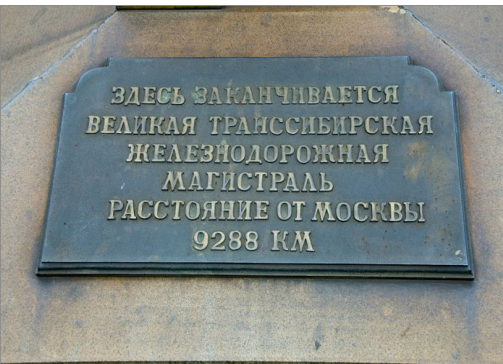 ЗДЕСЬ ЗАКАНЧИВАЕТСЯ
ВЕЛИКАЯ ТРАНССИБИРСКАЯ
ЖЕЛЕЗНОДОРОЖНАЯ
МАГИСТРАЛЬ
РАССТОЯНИЕ ОТ МОСКВЫ
9288 КМ